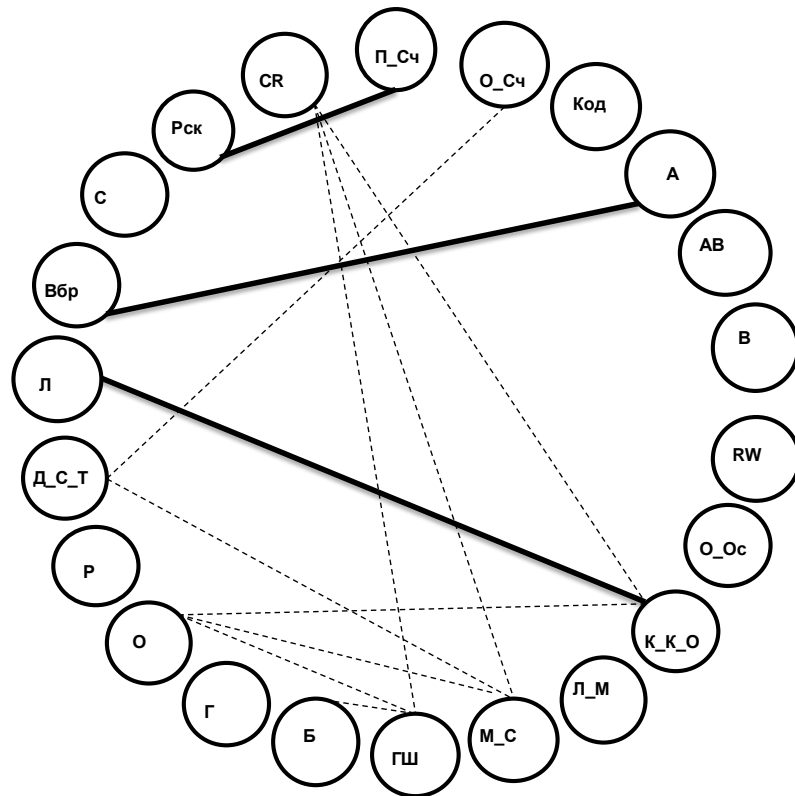 П_Сч
О_Сч
CR
Код
Рск
А
С
АВ
Вбр
В
Л
RW
Д_С_Т
О_Ос
Р
О
К_К_О
Л_М
Г
Б
М_С
ГШ